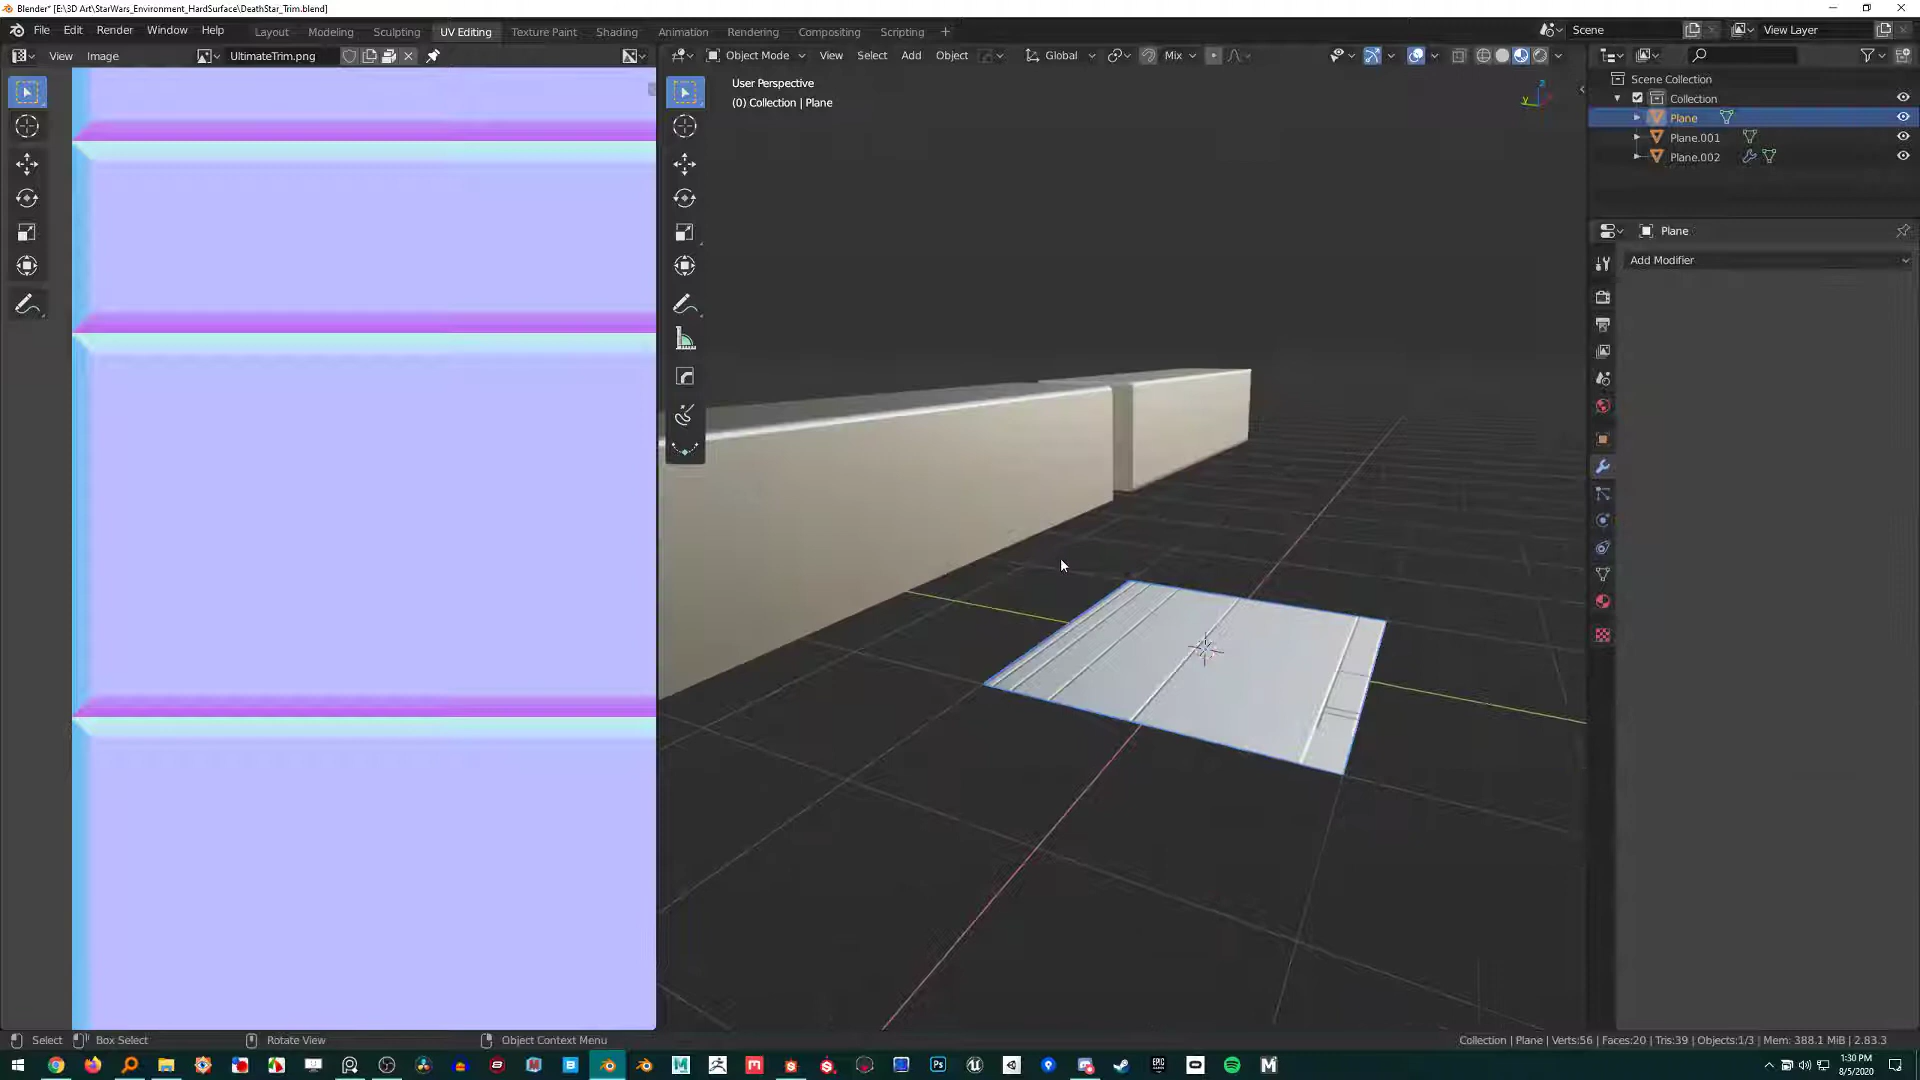 Blender* [E:\3D Art\StarWars_Environment_HardSurface\DeathStar_Trim.blend]
File Edit Render Window Help Layout Modeling Sculpting UV Editing Texture Paint Shading Animation Rendering Compositing Scripting + Scene View Layer
View Image UltimateTrim.png Object Mode View Select Add Object Global Mix
User Perspective
(0) Collection | Plane
Scene Collection
Collection
Plane
Plane.001
Plane.002
Plane
Add Modifier
Select Box Select Rotate View Object Context Menu Collection | Plane | Verts:56 | Faces:20 | Tris:39 | Objects:1/3 | Mem: 388.1 MiB | 2.83.3
1:30 PM
8/5/2020